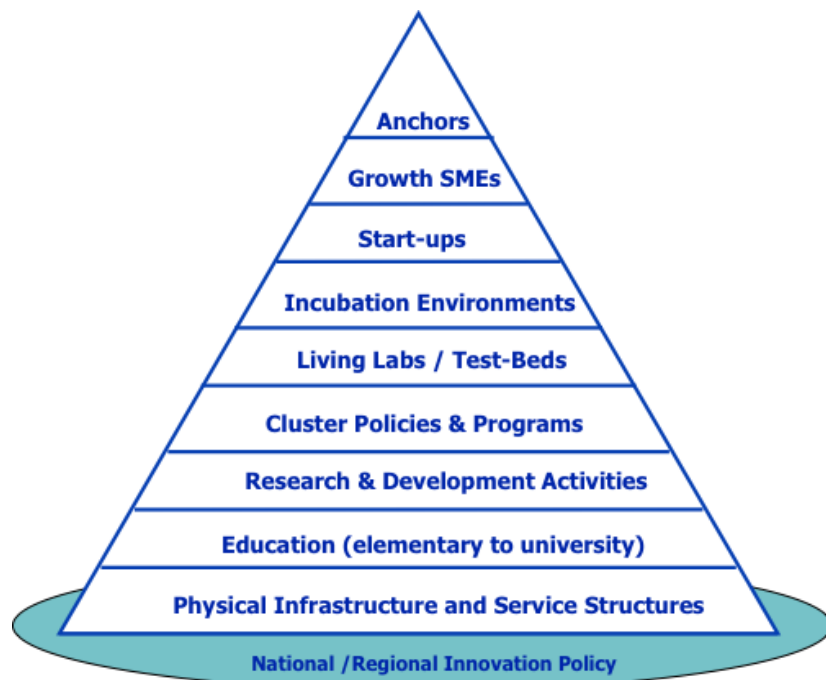 Anchors
Growth SMEs
Start-ups
Incubation Environments
Living Labs / Test-Beds
Cluster Policies & Programs
Research & Development Activities
Education (elementary to university)
Physical Infrastructure and Service Structures
National /Regional Innovation Policy